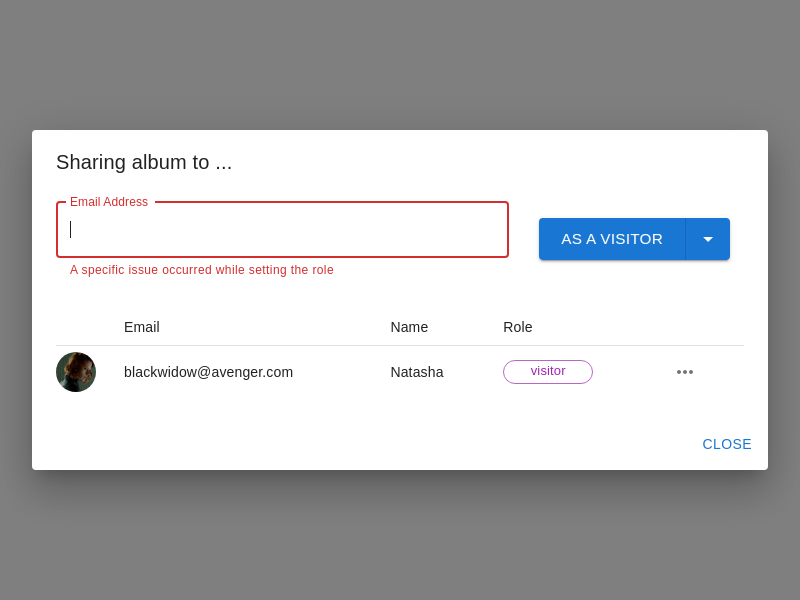 Sharing album to ...
Email Address
AS A VISITOR
A specific issue occurred while setting the role
Email Name Role
blackwidow@avenger.com Natasha visitor
CLOSE